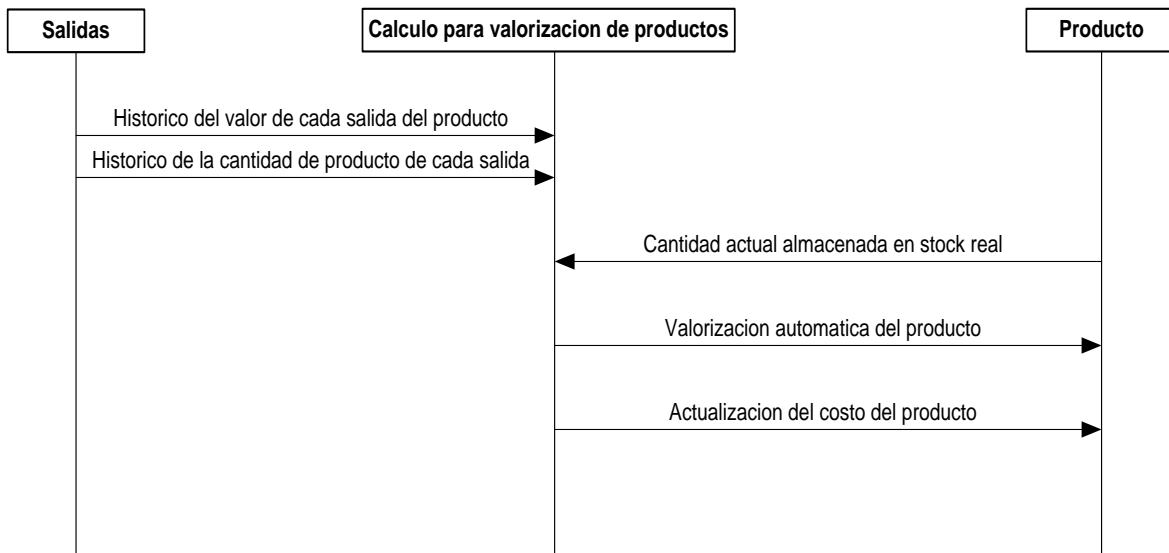 Salidas
Calculo para valorizacion de productos
Producto
Historico del valor de cada salida del producto
Historico de la cantidad de producto de cada salida
Cantidad actual almacenada en stock real
Valorizacion automatica del producto
Actualizacion del costo del producto